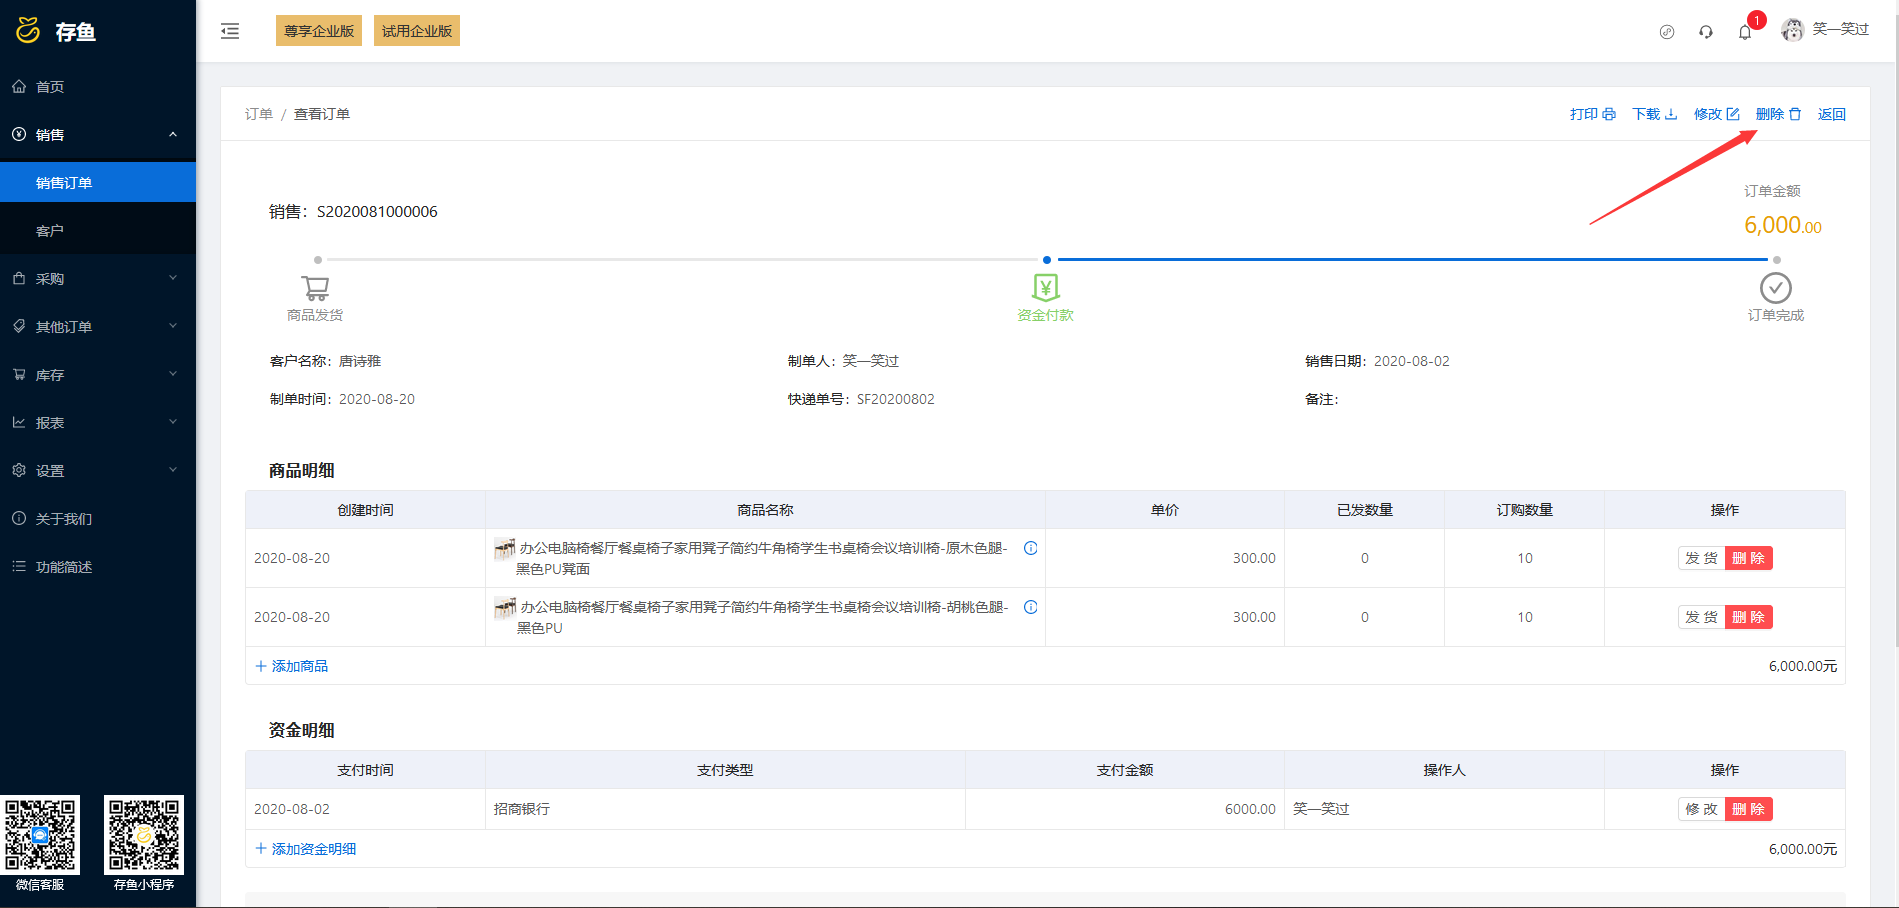 存鱼
尊享企业版 试用企业版
1 笑一笑过
首页
销售
销售订单
客户
采购
其他订单
库存
报表
设置
关于我们
功能简述
微信客服 存鱼小程序
订单 / 查看订单
打印 下载 修改 删除 返回
销售：S2020081000006
订单金额
6,000.00
商品发货 资金付款 订单完成
客户名称：唐诗雅 制单人：笑一笑过 销售日期：2020-08-02
制单时间：2020-08-20 快递单号：SF20200802 备注：
商品明细
创建时间 商品名称 单价 已发数量 订购数量 操作
2020-08-20 办公电脑椅餐厅餐桌椅子家用凳子简约牛角椅学生书桌椅会议培训椅-原木色腿- 300.00 0 10 发 货 删 除
黑色PU凳面
2020-08-20 办公电脑椅餐厅餐桌椅子家用凳子简约牛角椅学生书桌椅会议培训椅-胡桃色腿- 300.00 0 10 发 货 删 除
黑色PU
+ 添加商品 6,000.00元
资金明细
支付时间 支付类型 支付金额 操作人 操作
2020-08-02 招商银行 6000.00 笑一笑过 修 改 删 除
+ 添加资金明细 6,000.00元